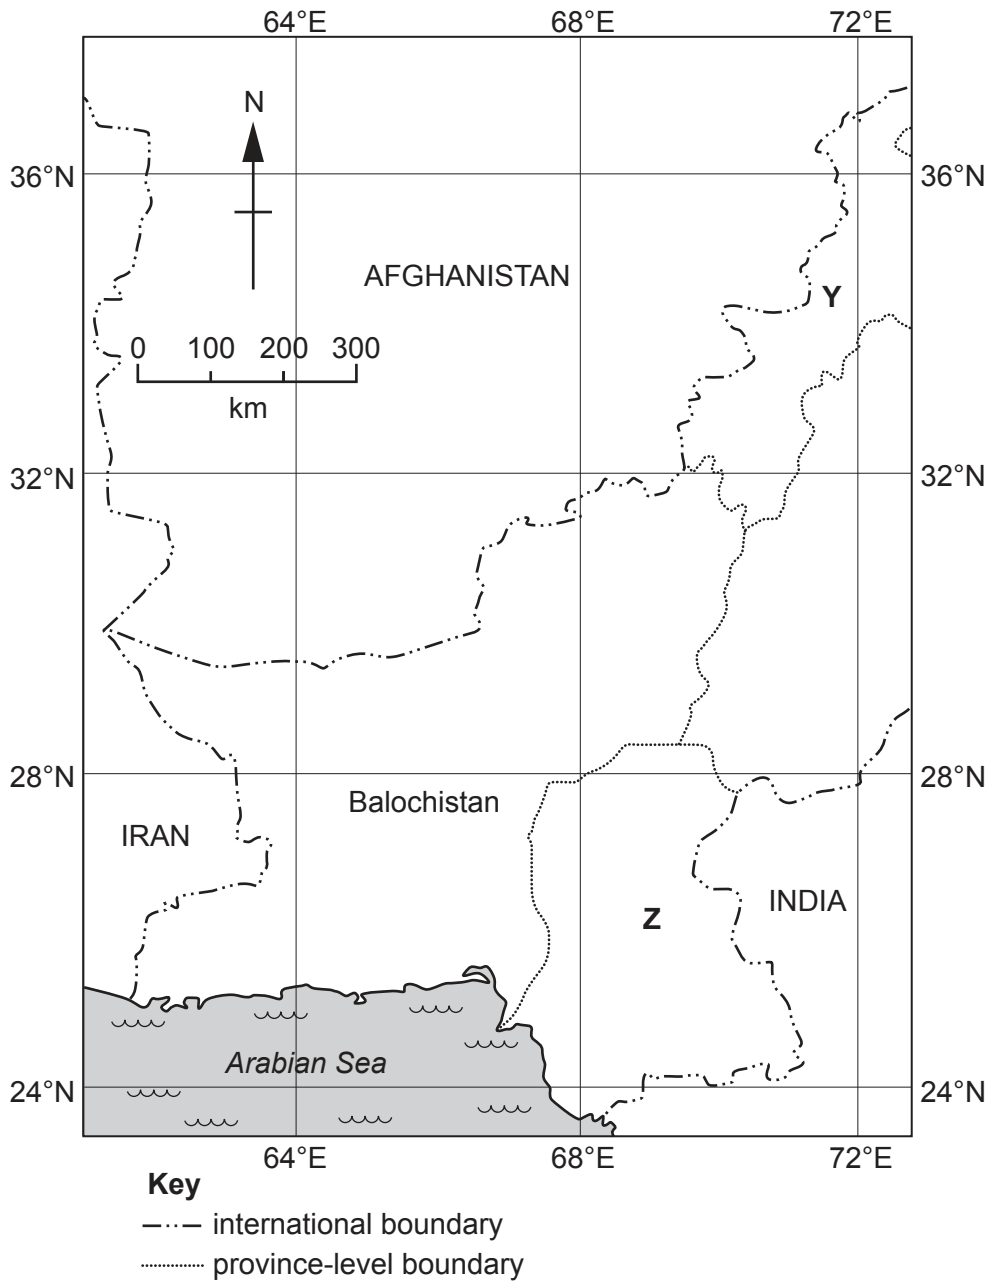 64°E 68°E 72°E
N
36°N 36°N
AFGHANISTAN
Y
0 100 200 300
km
32°N 32°N
28°N 28°N
Balochistan
IRAN
INDIA
Z
Arabian Sea
24°N 24°N
64°E 68°E 72°E
Key
international boundary
province-level boundary